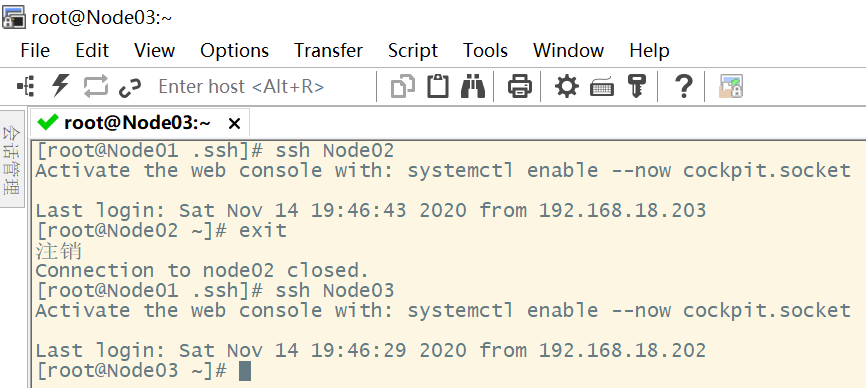 root@Node03:~
File Edit View Options Transfer Script Tools Window Help
Enter host <Alt+R>
会话管理
root@Node03:~
[root@Node01 .ssh]# ssh Node02
Activate the web console with: systemctl enable --now cockpit.socket
Last login: Sat Nov 14 19:46:43 2020 from 192.168.18.203
[root@Node02 ~]# exit
注销
Connection to node02 closed.
[root@Node01 .ssh]# ssh Node03
Activate the web console with: systemctl enable --now cockpit.socket
Last login: Sat Nov 14 19:46:29 2020 from 192.168.18.202
[root@Node03 ~]#